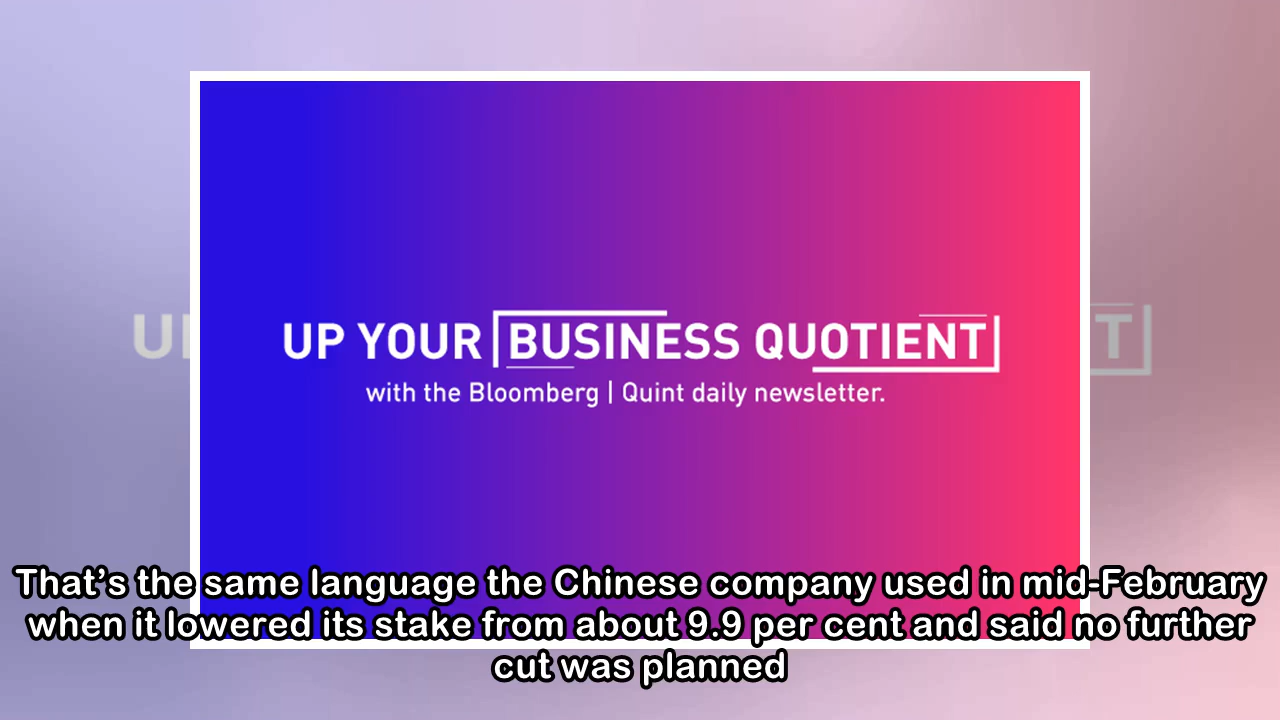 UP YOUR BUSINESS QUOTIENT
with the Bloomberg | Quint daily newsletter.
That’s the same language the Chinese company used in mid-February
when it lowered its stake from about 9.9 per cent and said no further
cut was planned